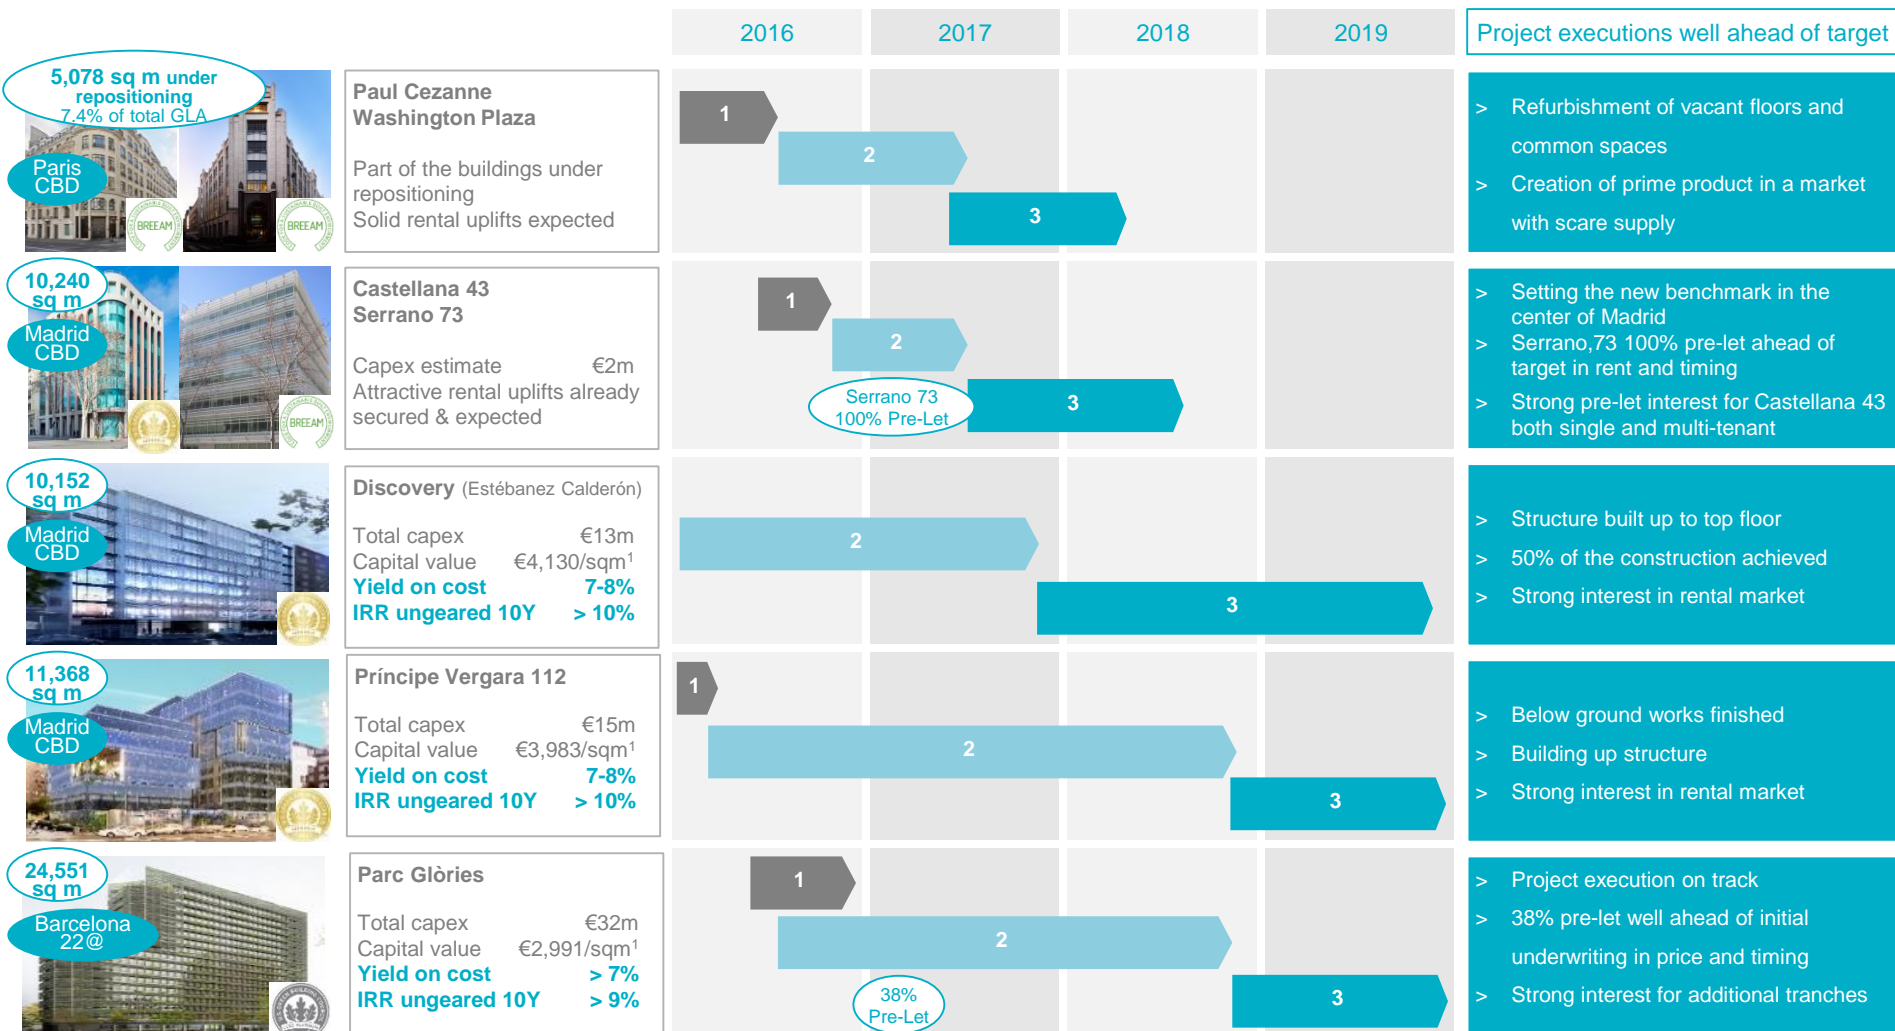 2016
2017
2018
2019
Project executions well ahead of target
5,078 sq m under
repositioning
7.4% of total GLA
Paris
CBD
BREEAM
BREEAM
Paul Cezanne
Washington Plaza
Part of the buildings under
repositioning
Solid rental uplifts expected
1
2
3
> Refurbishment of vacant floors and
common spaces
> Creation of prime product in a market
with scare supply
10,240
sq m
Madrid
CBD
BREEAM
Castellana 43
Serrano 73
Capex estimate €2m
Attractive rental uplifts already
secured & expected
1
2
Serrano 73
100% Pre-Let
3
> Setting the new benchmark in the
center of Madrid
> Serrano,73 100% pre-let ahead of
target in rent and timing
> Strong pre-let interest for Castellana 43
both single and multi-tenant
10,152
sq m
Madrid
CBD
Discovery (Estébanez Calderón)
Total capex €13m
Capital value €4,130/sqm¹
Yield on cost 7-8%
IRR ungeared 10Y > 10%
2
3
> Structure built up to top floor
> 50% of the construction achieved
> Strong interest in rental market
11,368
sq m
Madrid
CBD
Príncipe Vergara 112
Total capex €15m
Capital value €3,983/sqm¹
Yield on cost 7-8%
IRR ungeared 10Y > 10%
1
2
3
> Below ground works finished
> Building up structure
> Strong interest in rental market
24,551
sq m
Barcelona
22@
Parc Glòries
Total capex €32m
Capital value €2,991/sqm¹
Yield on cost > 7%
IRR ungeared 10Y > 9%
1
2
38%
Pre-Let
3
> Project execution on track
> 38% pre-let well ahead of initial
underwriting in price and timing
> Strong interest for additional tranches